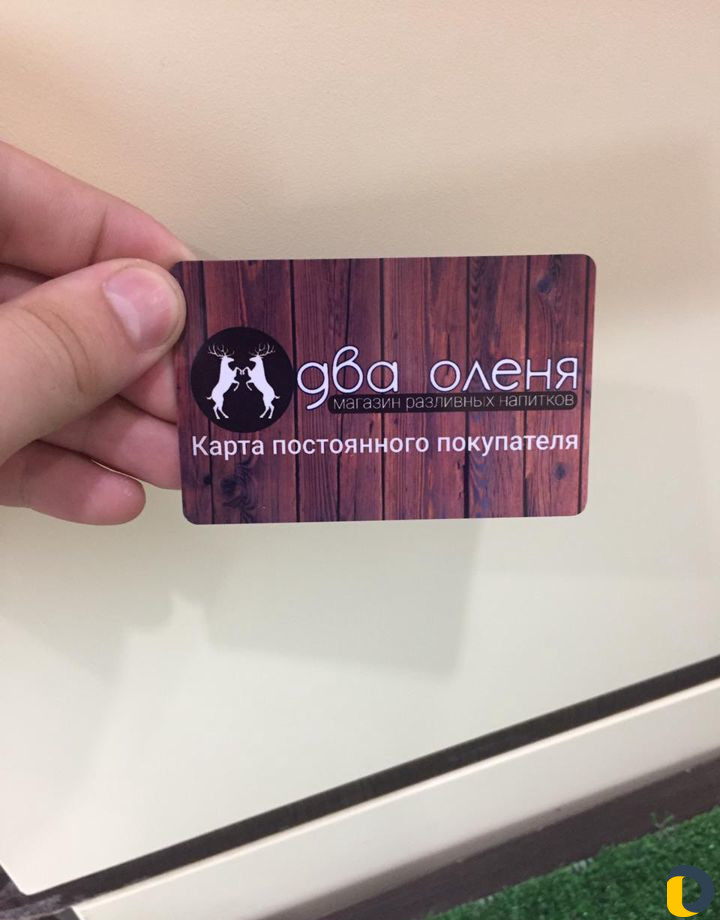 два оленя
магазин разливных напитков
Карта постоянного покупателя